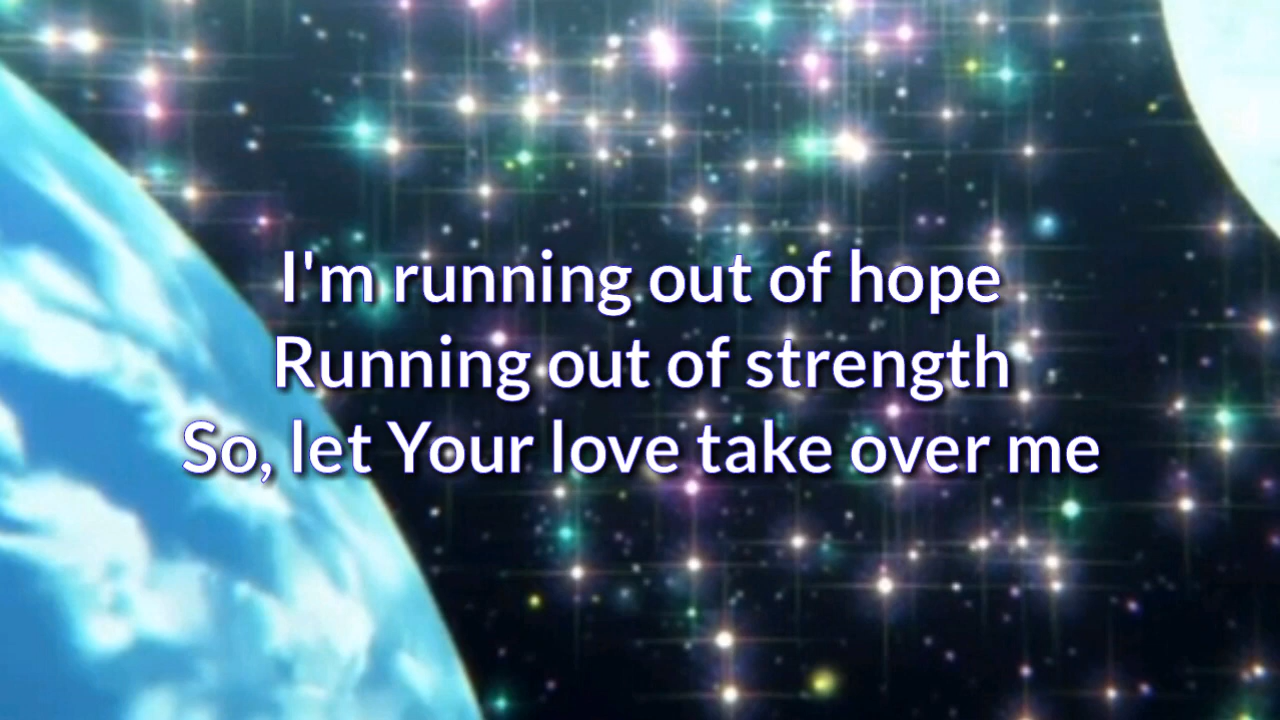 I'm running out of hope
Running out of strength
So, let Your love take over me